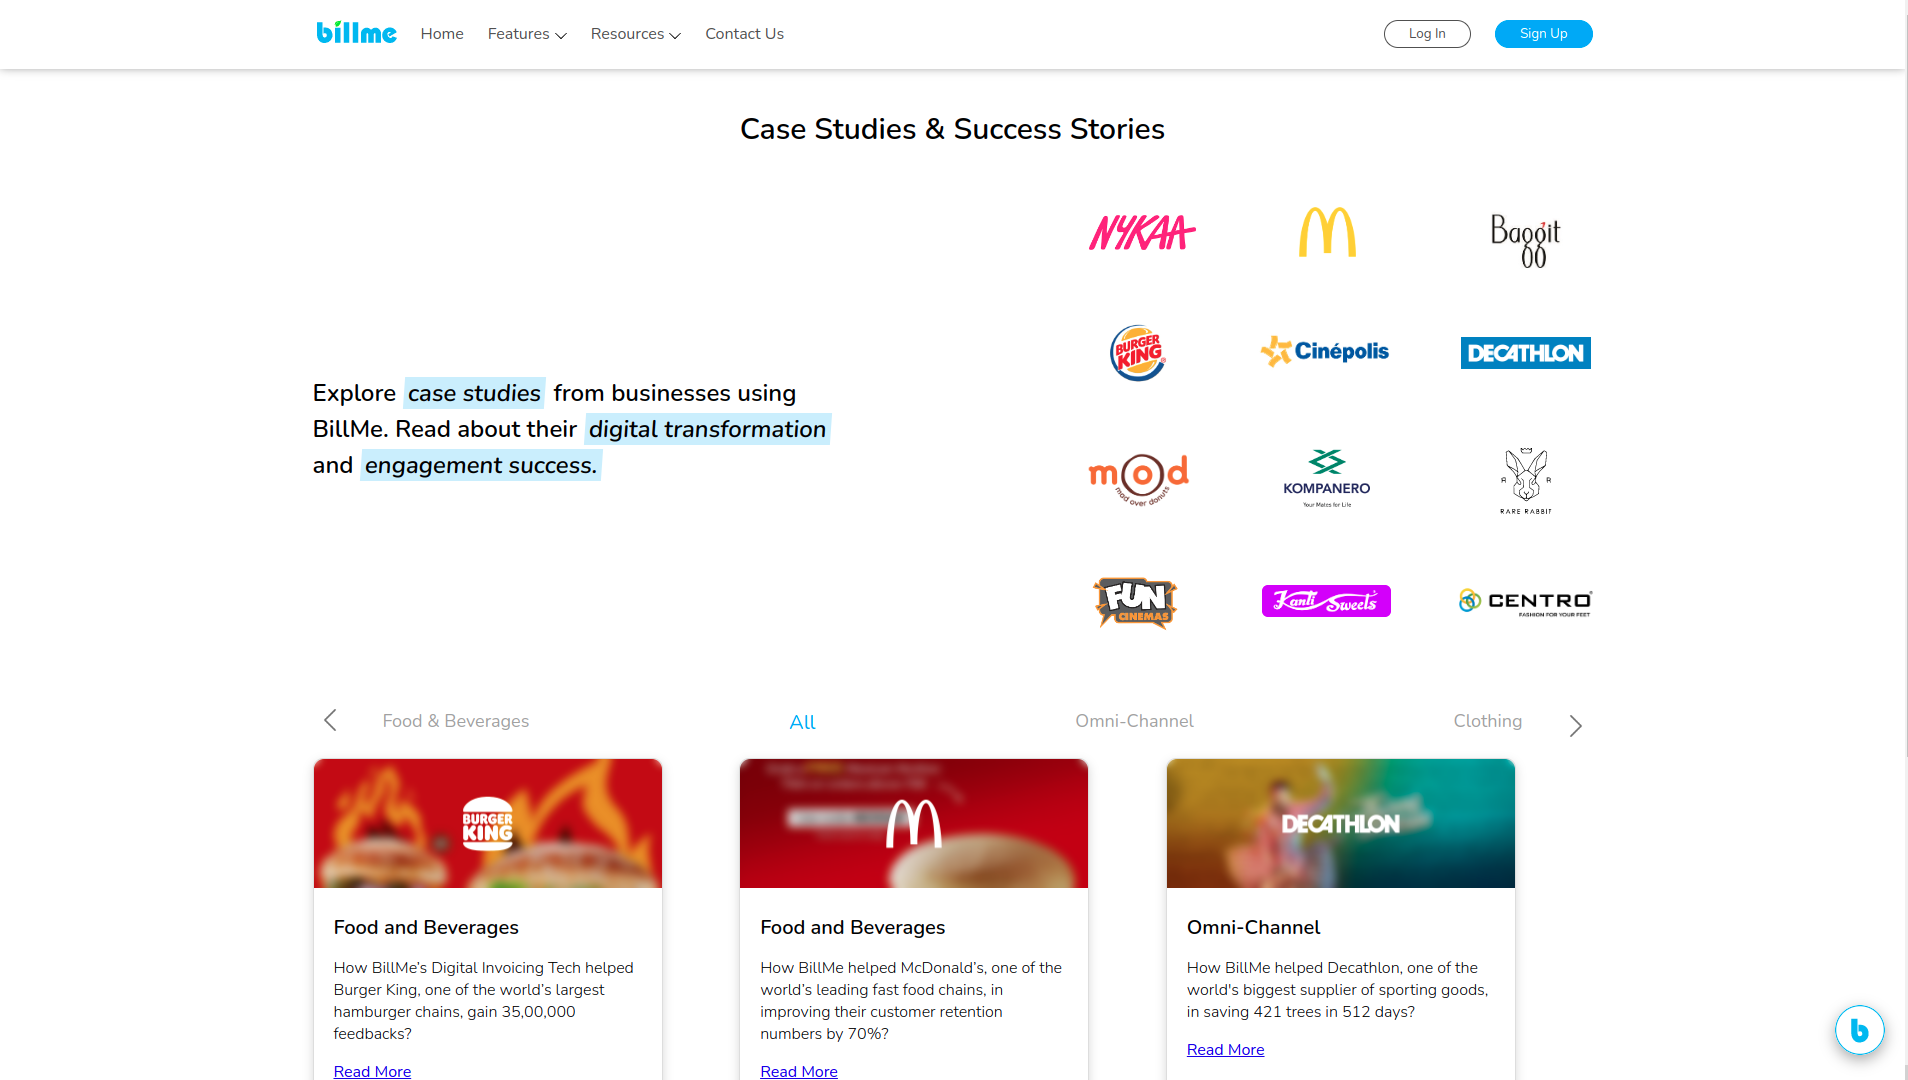 billme
Home
Features
Resources
Contact Us
Log In
Sign Up
Case Studies & Success Stories
NYKAA
Baggit
BURGER KING
Cinépolis
DECATHLON
Explore case studies from businesses using
BillMe. Read about their digital transformation
and engagement success.
mod
mad over donuts
KOMPANERO
Your Mates for Life
R R
RARE RABBIT
FUN
CINEMAS
Kanti Sweets
CENTRO
FASHION FOR YOUR FEET
Food & Beverages
All
Omni-Channel
Clothing
BURGER
KING
DECATHLON
Food and Beverages
How BillMe’s Digital Invoicing Tech helped
Burger King, one of the world’s largest
hamburger chains, gain 35,00,000
feedbacks?
Read More
Food and Beverages
How BillMe helped McDonald’s, one of the
world’s leading fast food chains, in
improving their customer retention
numbers by 70%?
Read More
Omni-Channel
How BillMe helped Decathlon, one of the
world's biggest supplier of sporting goods,
in saving 421 trees in 512 days?
Read More
b